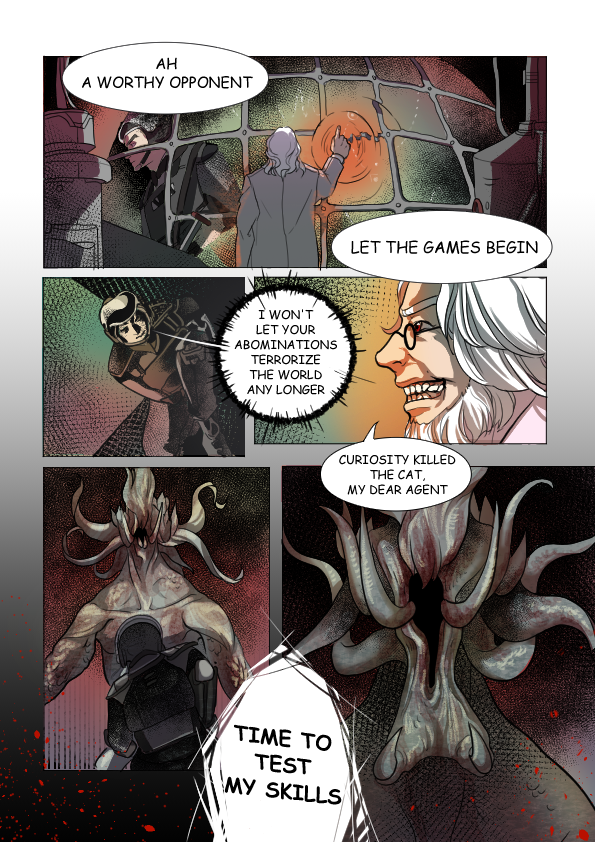 AH
A WORTHY OPPONENT
LET THE GAMES BEGIN
I WON'T
LET YOUR
ABOMINATIONS
TERRORIZE
THE WORLD
ANY LONGER
CURIOSITY KILLED
THE CAT,
MY DEAR AGENT
TIME TO
TEST
MY SKILLS